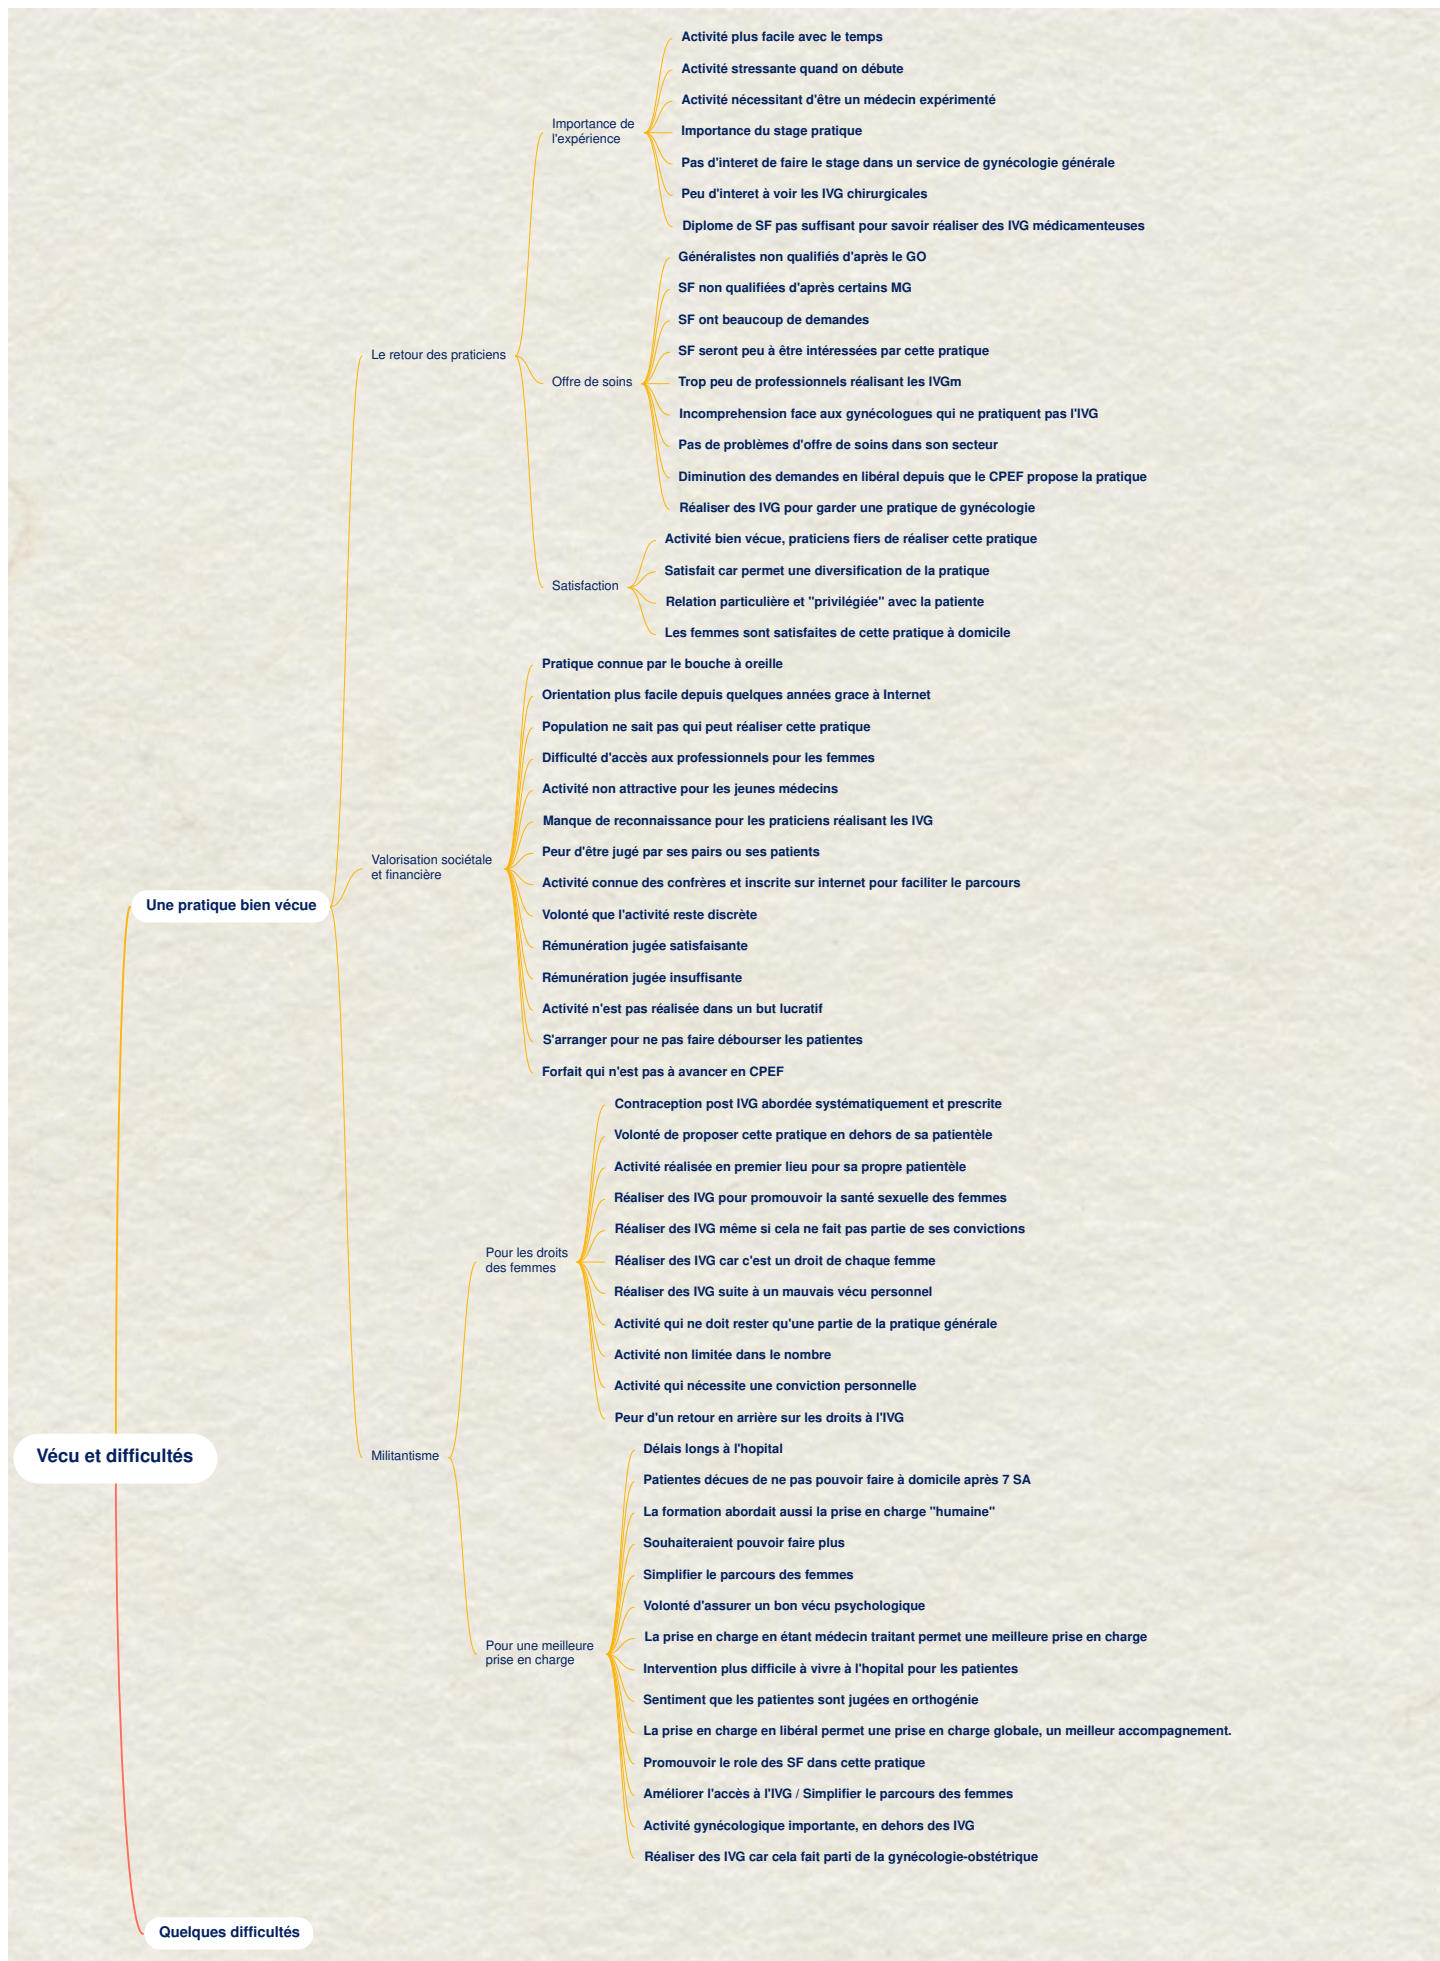 Activité plus facile avec le temps
Activité stressante quand on débute
Activité nécessitant d'être un médecin expérimenté
Importance de
l'expérience
Importance du stage pratique
Pas d'interet de faire le stage dans un service de gynécologie générale
Peu d'interet à voir les IVG chirurgicales
Diplome de SF pas suffisant pour savoir réaliser des IVG médicamenteuses
Généralistes non qualifiés d'après le GO
SF non qualifiées d'après certains MG
SF ont beaucoup de demandes
SF seront peu à être intéressées par cette pratique
Le retour des praticiens
Offre de soins
Trop peu de professionnels réalisant les IVGm
Incomprehension face aux gynécologues qui ne pratiquent pas l'IVG
Pas de problèmes d'offre de soins dans son secteur
Diminution des demandes en libéral depuis que le CPEF propose la pratique
Réaliser des IVG pour garder une pratique de gynécologie
Activité bien vécue, praticiens fiers de réaliser cette pratique
Satisfait car permet une diversification de la pratique
Satisfaction
Relation particulière et "privilégiée" avec la patiente
Les femmes sont satisfaites de cette pratique à domicile
Pratique connue par le bouche à oreille
Orientation plus facile depuis quelques années grace à Internet
Population ne sait pas qui peut réaliser cette pratique
Difficulté d'accès aux professionnels pour les femmes
Activité non attractive pour les jeunes médecins
Manque de reconnaissance pour les praticiens réalisant les IVG
Peur d'être jugé par ses pairs ou ses patients
Valorisation sociétale
et financière
Activité connue des confrères et inscrite sur internet pour faciliter le parcours
Une pratique bien vécue
Volonté que l'activité reste discrète
Rémunération jugée satisfaisante
Rémunération jugée insuffisante
Activité n'est pas réalisée dans un but lucratif
S'arranger pour ne pas faire débourser les patientes
Forfait qui n'est pas à avancer en CPEF
Contraception post IVG abordée systématiquement et prescrite
Volonté de proposer cette pratique en dehors de sa patientèle
Activité réalisée en premier lieu pour sa propre patientèle
Réaliser des IVG pour promouvoir la santé sexuelle des femmes
Réaliser des IVG même si cela ne fait pas partie de ses convictions
Pour les droits
des femmes
Réaliser des IVG car c'est un droit de chaque femme
Réaliser des IVG suite à un mauvais vécu personnel
Activité qui ne doit rester qu'une partie de la pratique générale
Activité non limitée dans le nombre
Activité qui nécessite une conviction personnelle
Peur d'un retour en arrière sur les droits à l'IVG
Vécu et difficultés
Militantisme
Délais longs à l'hopital
Patientes décues de ne pas pouvoir faire à domicile après 7 SA
La formation abordait aussi la prise en charge "humaine"
Souhaiteraient pouvoir faire plus
Simplifier le parcours des femmes
Volonté d'assurer un bon vécu psychologique
La prise en charge en étant médecin traitant permet une meilleure prise en charge
Pour une meilleure
prise en charge
Intervention plus difficile à vivre à l'hopital pour les patientes
Sentiment que les patientes sont jugées en orthogénie
La prise en charge en libéral permet une prise en charge globale, un meilleur accompagnement.
Promouvoir le role des SF dans cette pratique
Améliorer l'accès à l'IVG / Simplifier le parcours des femmes
Activité gynécologique importante, en dehors des IVG
Réaliser des IVG car cela fait parti de la gynécologie-obstétrique
Quelques difficultés